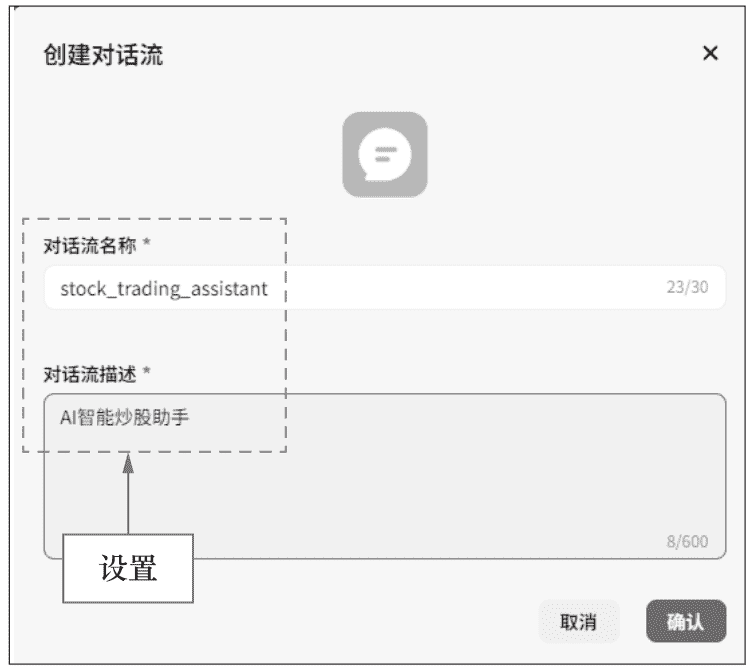 创建对话流
对话流名称 *
stock_trading_assistant 23/30
对话流描述 *
AI智能炒股助手
8/600
设置
取消 确认